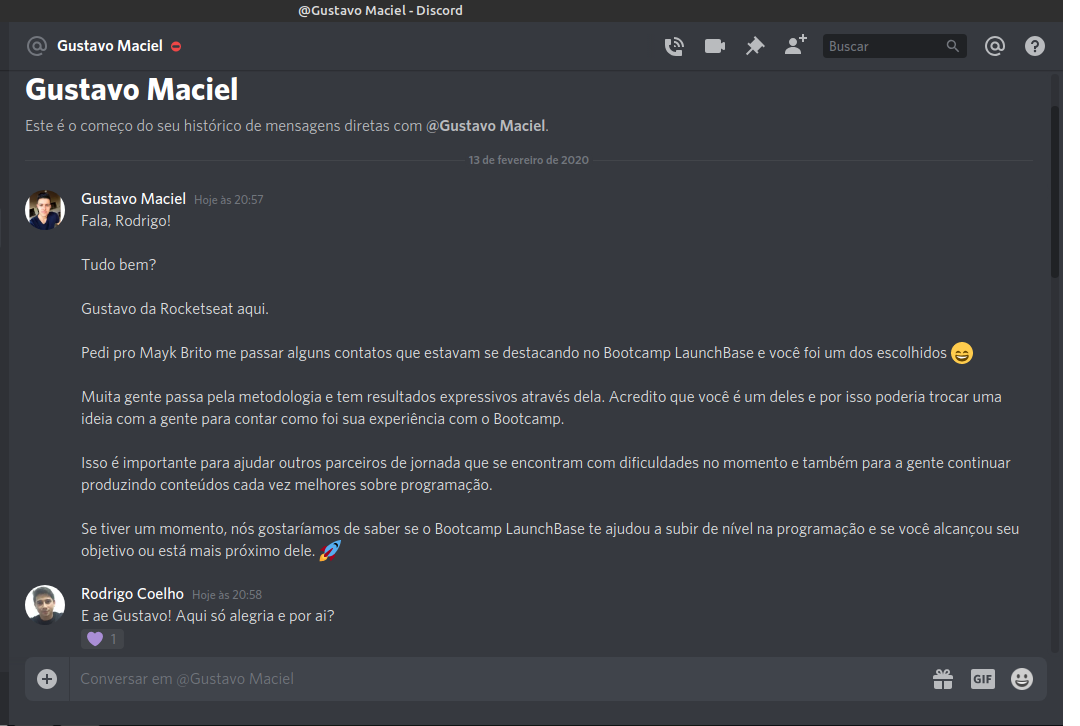 @Gustavo Maciel - Discord
Gustavo Maciel
Buscar
Gustavo Maciel
Este é o começo do seu histórico de mensagens diretas com @Gustavo Maciel.
13 de fevereiro de 2020
Gustavo Maciel Hoje às 20:57
Fala, Rodrigo!
Tudo bem?
Gustavo da Rocketseat aqui.
Pedi pro Mayk Brito me passar alguns contatos que estavam se destacando no Bootcamp LaunchBase e você foi um dos escolhidos 😄
Muita gente passa pela metodologia e tem resultados expressivos através dela. Acredito que você é um deles e por isso poderia trocar uma
ideia com a gente para contar como foi sua experiência com o Bootcamp.
Isso é importante para ajudar outros parceiros de jornada que se encontram com dificuldades no momento e também para a gente continuar
produzindo conteúdos cada vez melhores sobre programação.
Se tiver um momento, nós gostaríamos de saber se o Bootcamp LaunchBase te ajudou a subir de nível na programação e se você alcançou seu
objetivo ou está mais próximo dele. 🚀
Rodrigo Coelho Hoje às 20:58
E ae Gustavo! Aqui só alegria e por ai?
💜 1
Conversar em @Gustavo Maciel
GIF